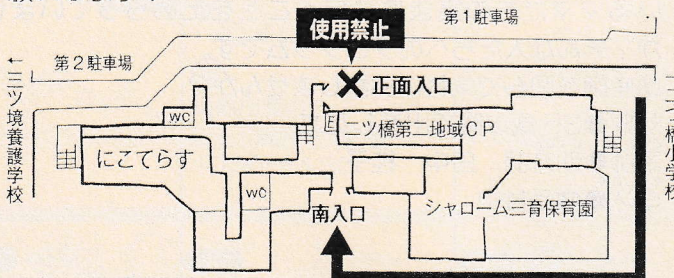 使用禁止
第1駐車場
第2駐車場
正面入口
←三ツ境養護学校
WC
二ツ橋第二地域CP
にこてらす
WC
南入口
シャローム三育保育園
二ツ橋小学校